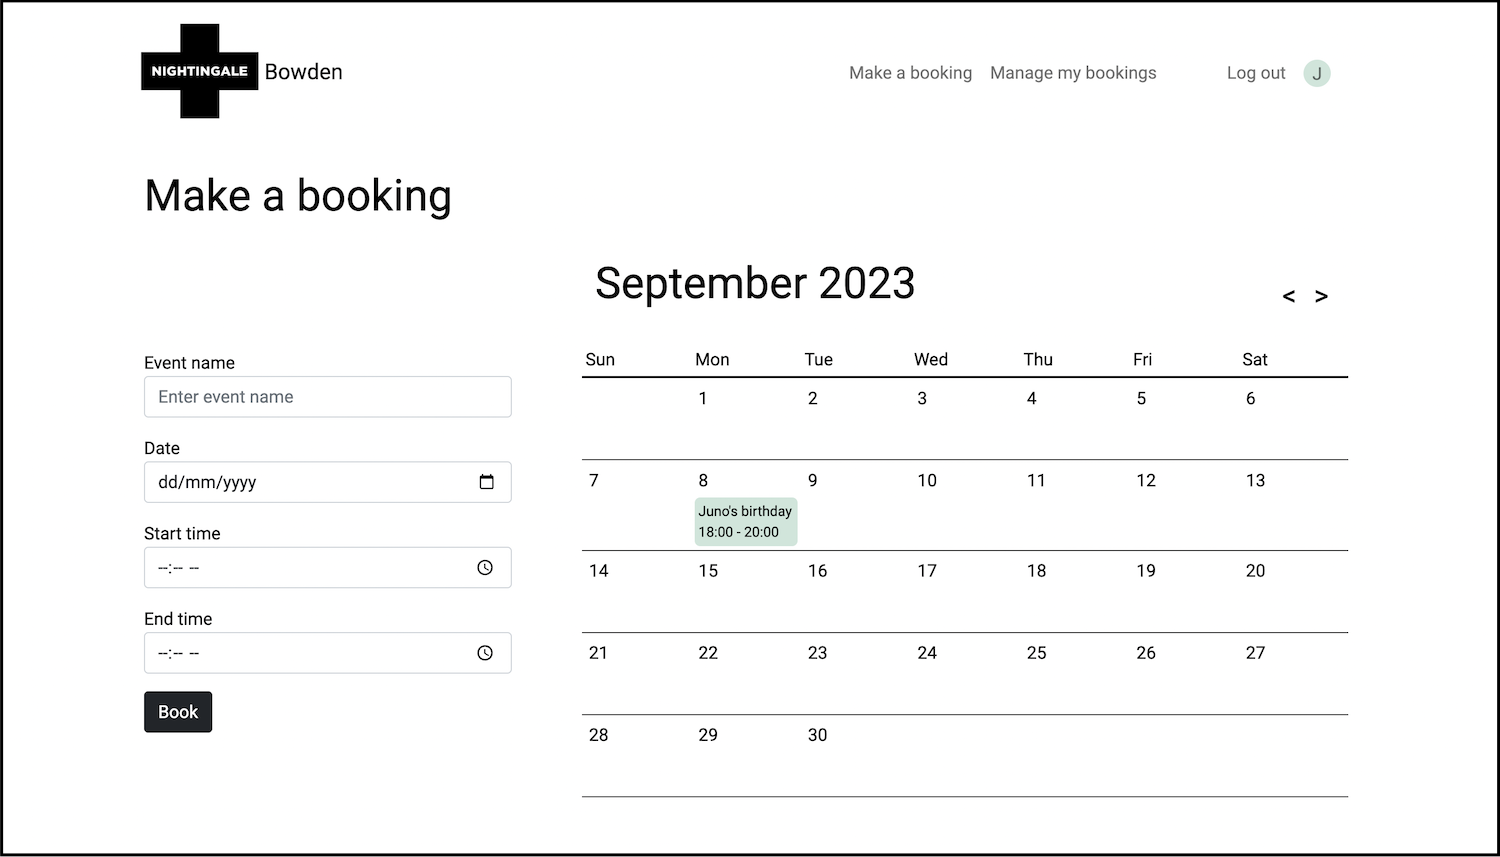 NIGHTINGALE Bowden
Make a booking Manage my bookings Log out J
Make a booking
September 2023
< >
Event name
Enter event name
Date
dd/mm/yyyy
Start time
--:-- --
End time
--:-- --
Book
Sun Mon Tue Wed Thu Fri Sat
1 2 3 4 5 6
7 8 9 10 11 12 13
Juno's birthday
18:00 - 20:00
14 15 16 17 18 19 20
21 22 23 24 25 26 27
28 29 30